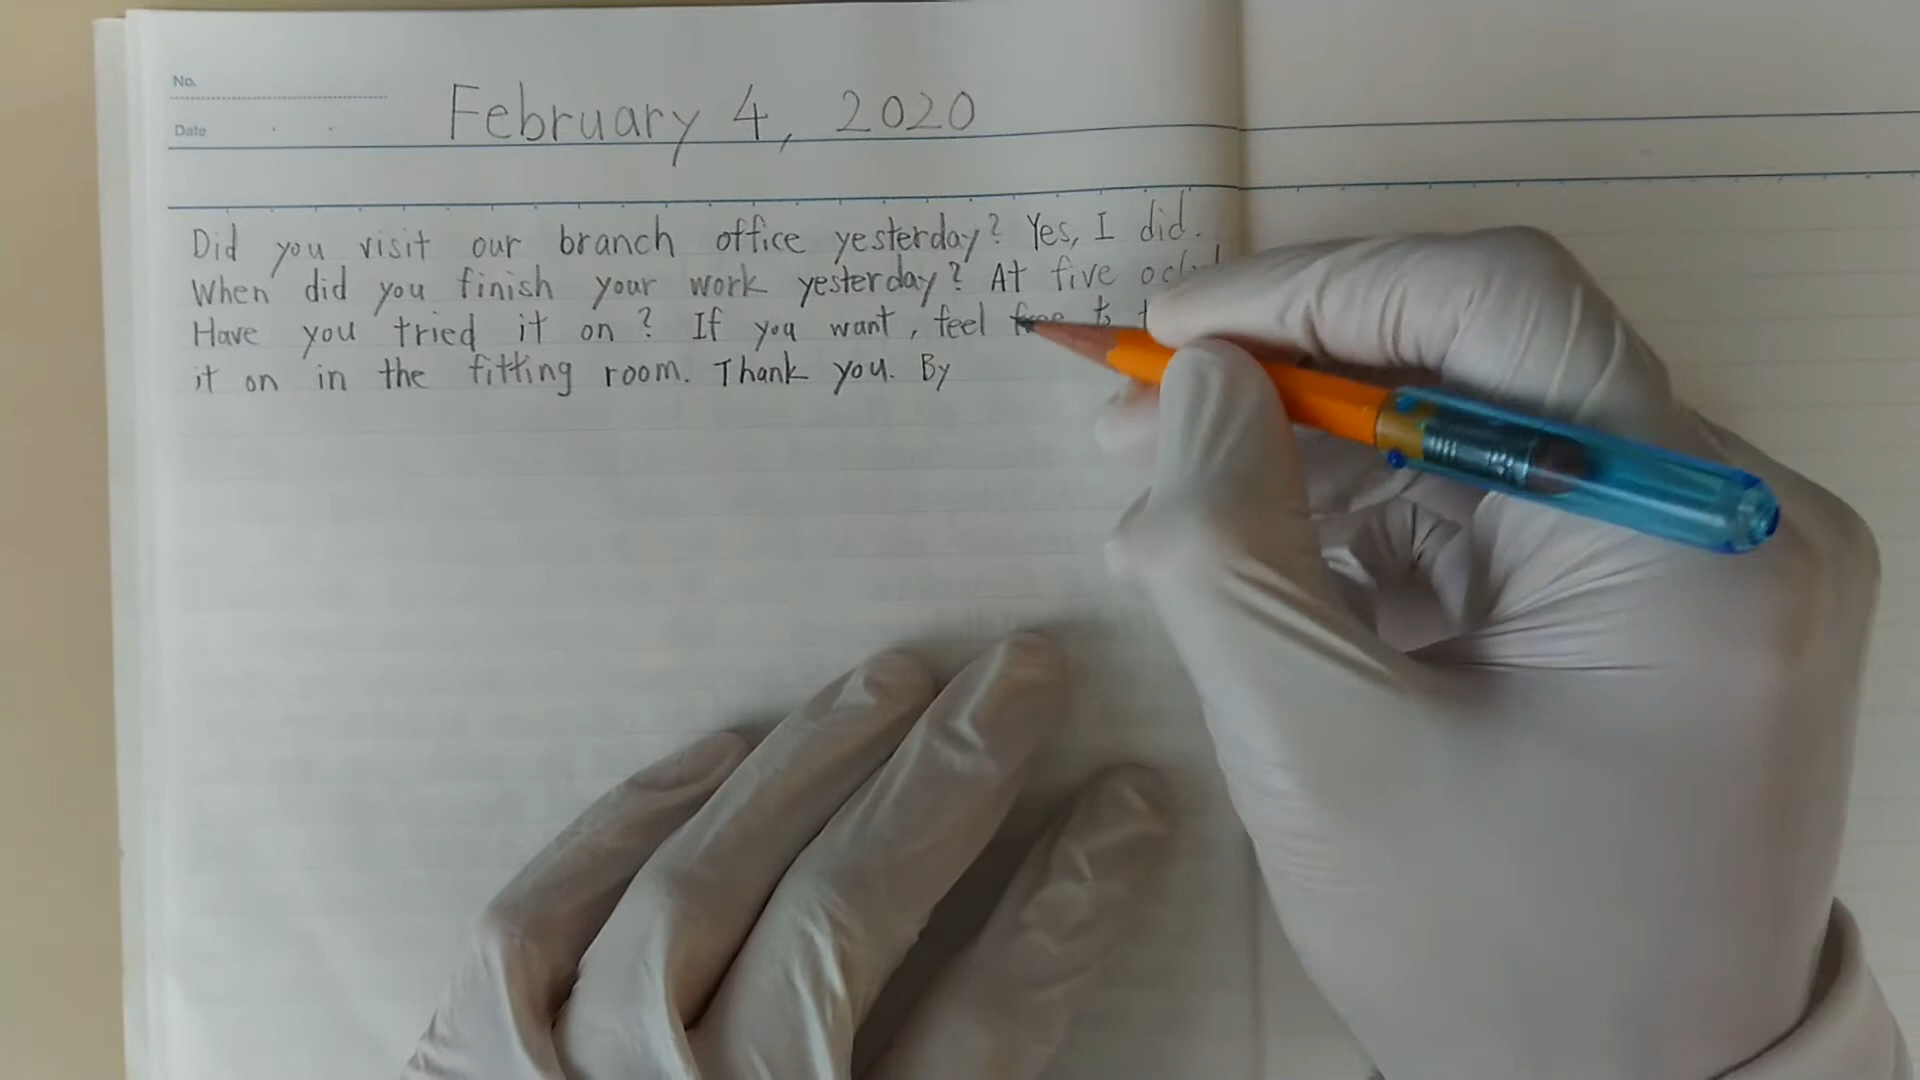 No.
Date
February 4, 2020
Did you visit our branch office yesterday? Yes, I did.
When did you finish your work yesterday? At five
Have you tried it on? If you want, feel free to
it on in the fitting room. Thank you. By